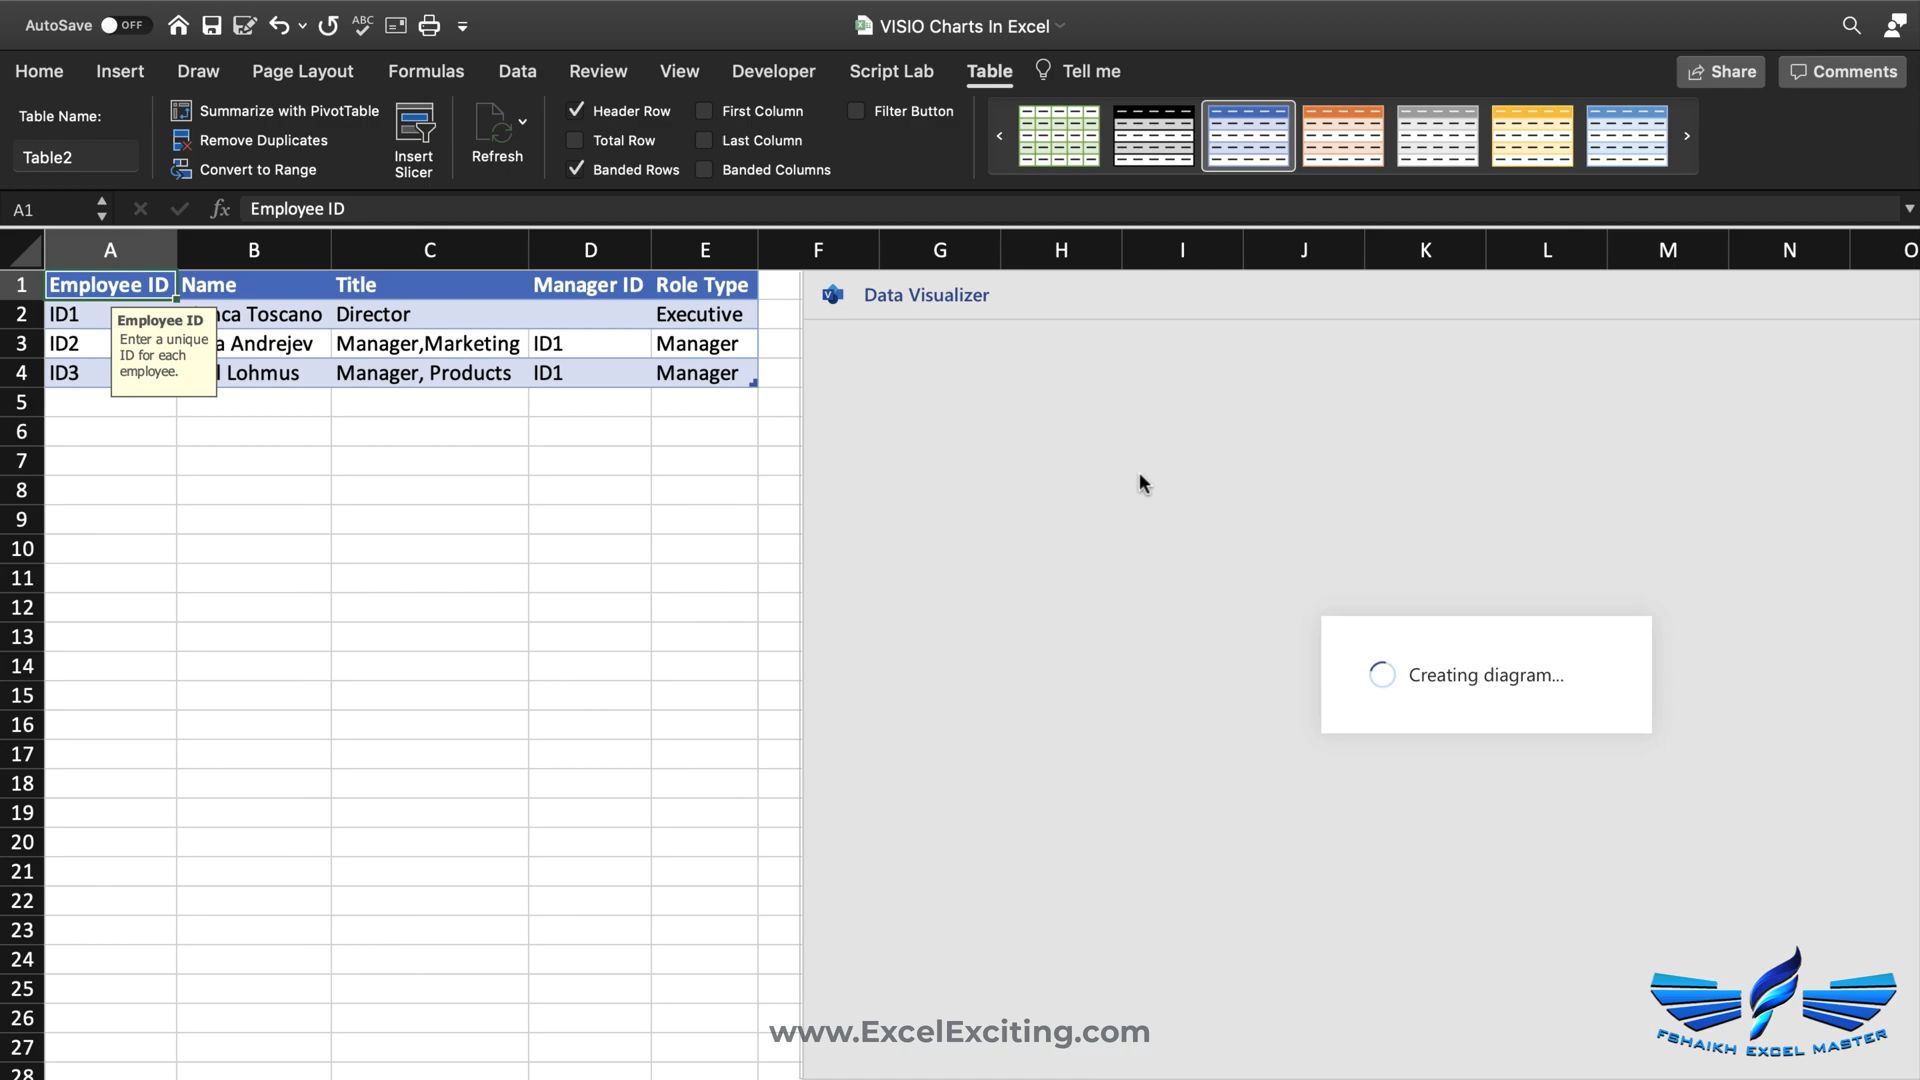 AutoSave OFF ABC VISIO Charts In Excel
Home Insert Draw Page Layout Formulas Data Review View Developer Script Lab Table Tell me Share Comments
Table Name:
Table2
Summarize with PivotTable
Remove Duplicates
Convert to Range
Insert
Slicer
Refresh
Header Row First Column Filter Button
Total Row Last Column
Banded Rows Banded Columns
A1 fx Employee ID
A B C D E F G H I J K L M N O
1 Employee ID Name Title Manager ID Role Type
2 ID1 nca Toscano Director Executive
3 ID2 a Andrejev Manager,Marketing ID1 Manager
4 ID3 l Lohmus Manager, Products ID1 Manager
Employee ID
Enter a unique
ID for each
employee.
5
6
7
8
9
10
11
12
13
14
15
16
17
18
19
20
21
22
23
24
25
26
27
28
Data Visualizer
Creating diagram...
www.ExcelExciting.com
FSHAIKH EXCEL MASTER